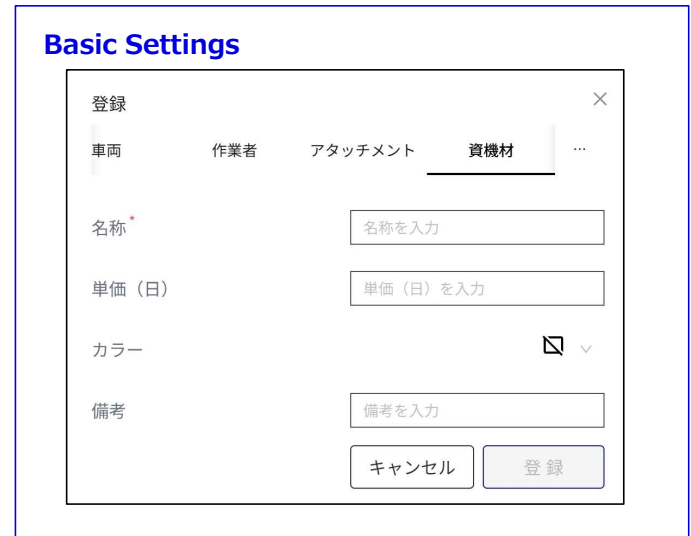 Basic Settings
登録
車両 作業者 アタッチメント 資機材 …
名称* 名称を入力
単価（日） 単価（日）を入力
カラー
備考 備考を入力
キャンセル 登 録